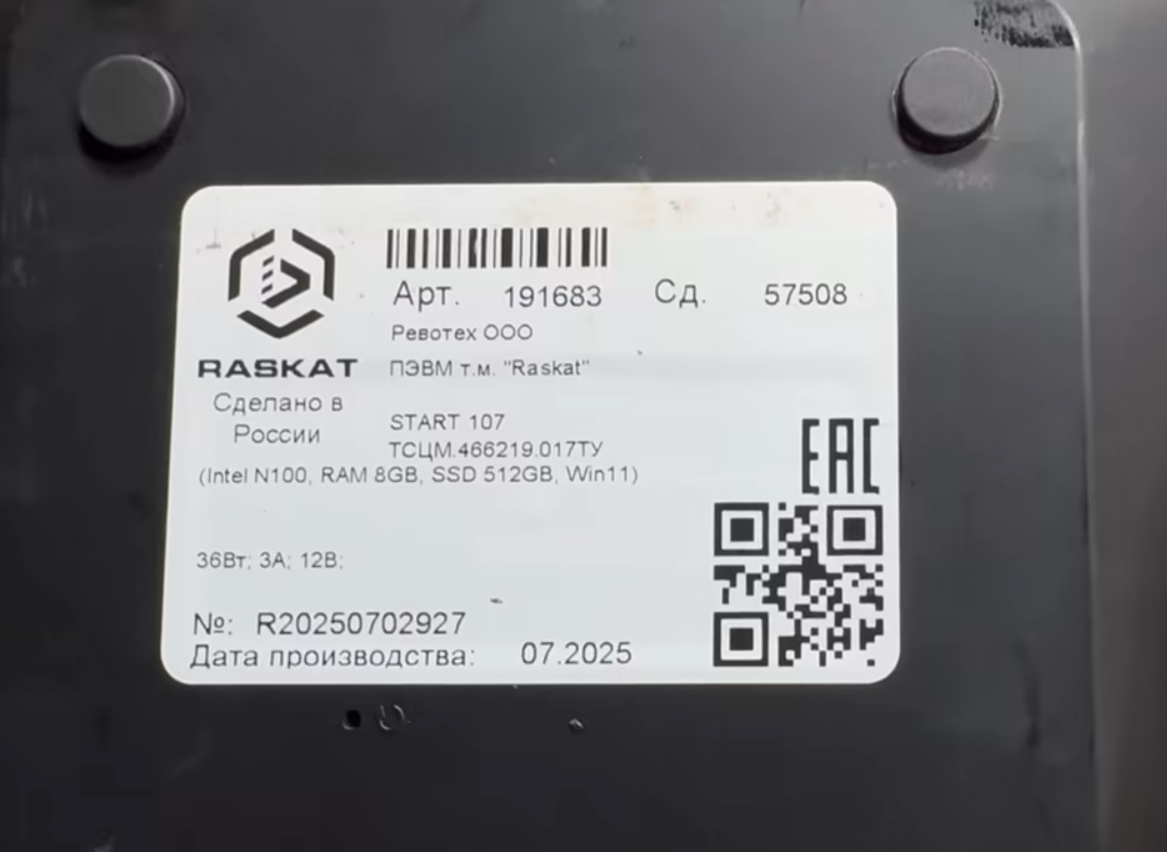 Арт. 191683 Сд. 57508
Ревотех ООО
RASKAT
ПЭВМ т.м. "Raskat"
Сделано в
России
START 107
ТСЦМ.466219.017ТУ
(Intel N100, RAM 8GB, SSD 512GB, Win11)
EAC
36Вт; 3А; 12В;
№: R20250702927
Дата производства: 07.2025